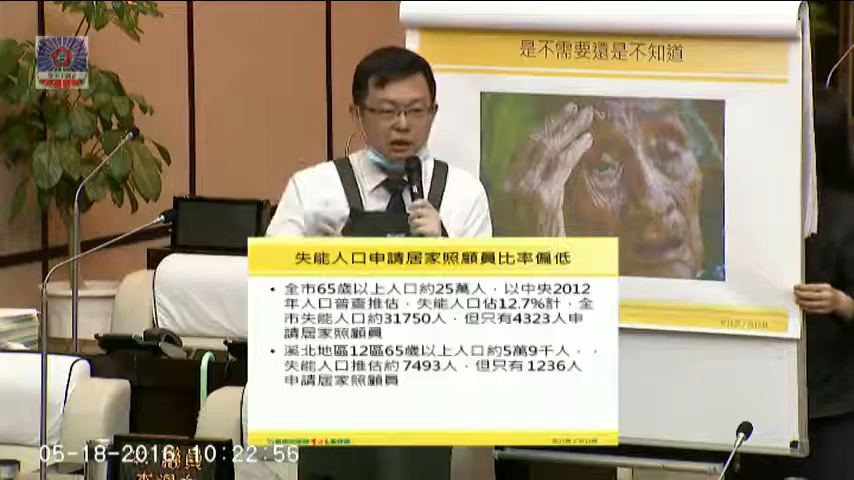 是不需要還是不知道
失能人口申請居家照顧員比率偏低
• 全市65歲以上人口約25萬人，以中央2012
年人口普查推估，失能人口佔12.7%計，全
市失能人口約31750人，但只有4323人申
請居家照顧員
• 溪北地區12區65歲以上人口約5萬9千人，，
失能人口推估約7493人，但只有1236人
申請居家照顧員
05-18-2016 10:22:56
職員